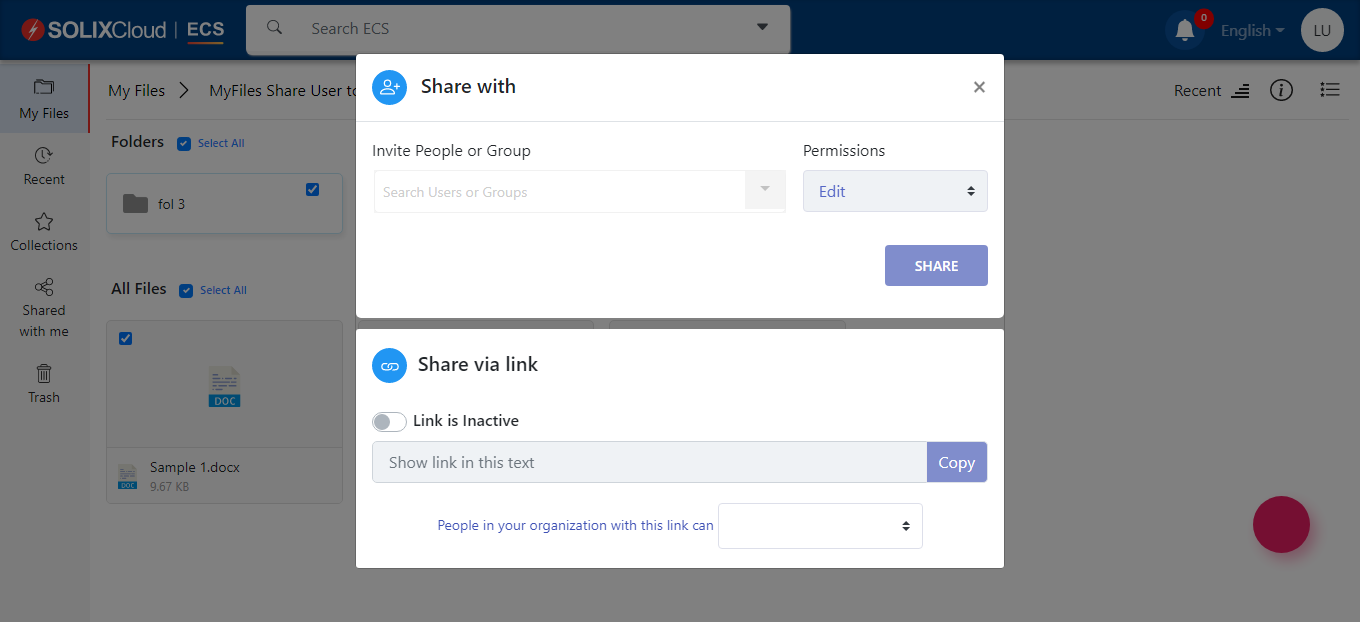 SOLIXCloud | ECS
Search ECS
0
English
LU
My Files
Recent
Collections
Shared
with me
Trash
My Files
MyFiles Share User to
Recent
Folders
Select All
fol 3
All Files
Select All
DOC
DOC
Sample 1.docx
9.67 KB
Share with
×
Invite People or Group
Permissions
Search Users or Groups
Edit
SHARE
Share via link
Link is Inactive
Show link in this text
Copy
People in your organization with this link can